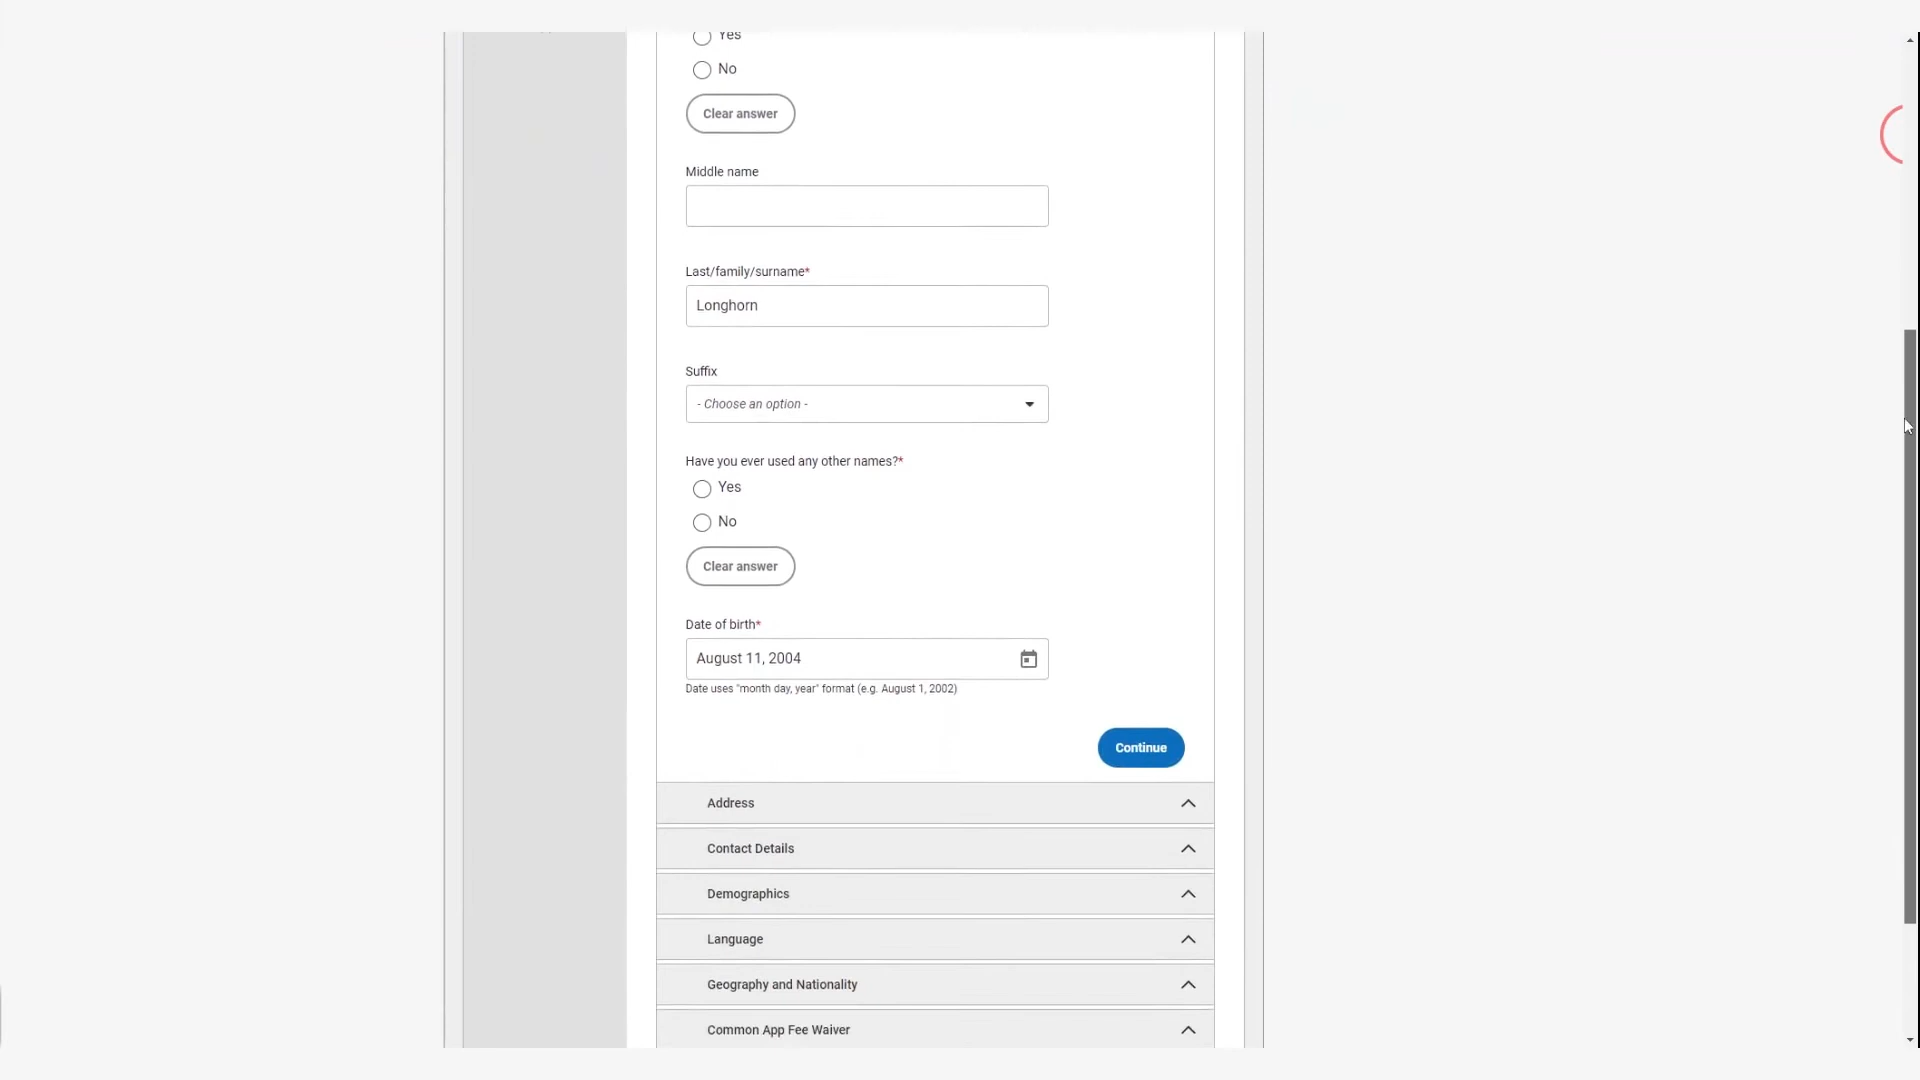 Yes
No
Clear answer
Middle name
Last/family/surname*
Longhorn
Suffix
- Choose an option -
Have you ever used any other names?*
Yes
No
Clear answer
Date of birth*
August 11, 2004
Date uses "month day, year" format (e.g. August 1, 2002)
Continue
Address
Contact Details
Demographics
Language
Geography and Nationality
Common App Fee Waiver